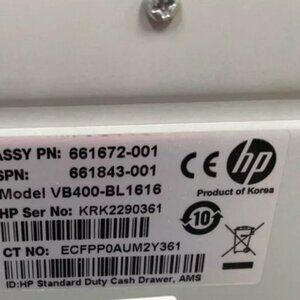 ASSY PN: 661672-001
SPN: 661843-001
Model VB400-BL1616
HP Ser No: KRK2290361
CT NO: ECFPP0AUM2Y361
ID:HP Standard Duty Cash Drawer, AMS
CE hp
Product of Korea
10